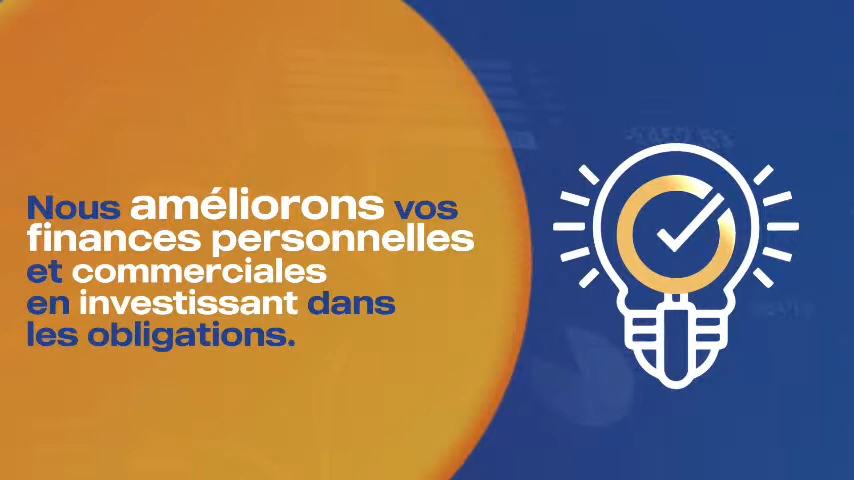 Nous améliorons vos
finances personnelles
et commerciales
en investissant dans
les obligations.